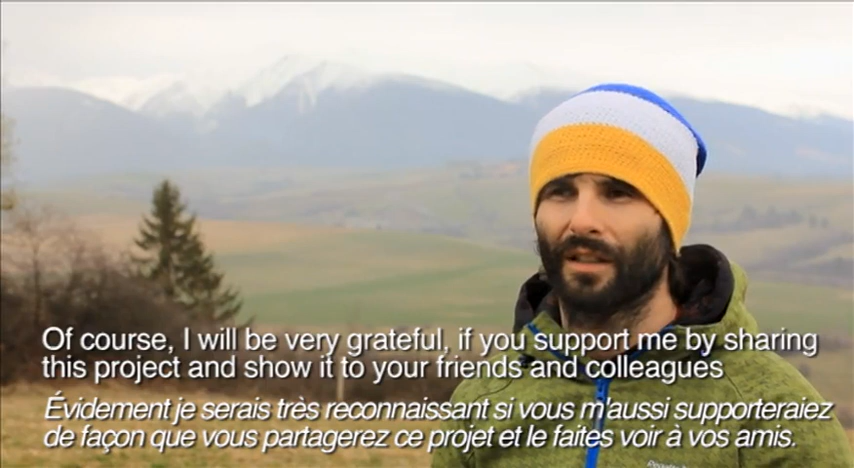 Of course, I will be very grateful, if you support me by sharing
this project and show it to your friends and colleagues
Évidement je serais très reconnaissant si vous m'aussi supporteraiez
de façon que vous partagerez ce projet et le faites voir à vos amis.